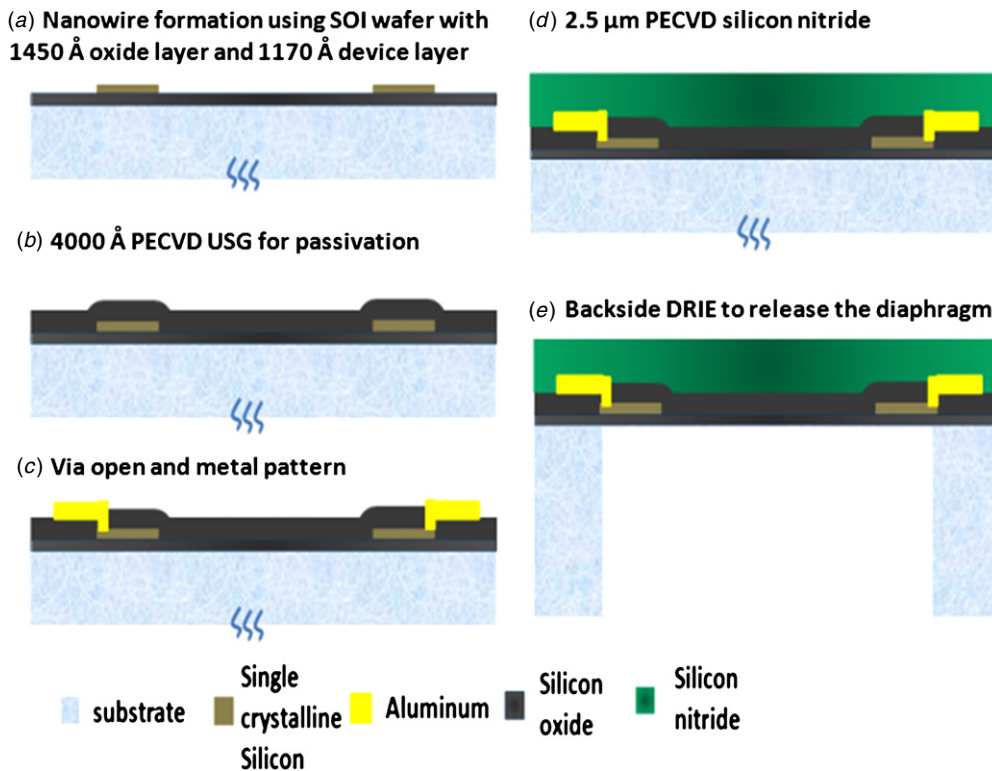 (a) Nanowire formation using SOI wafer with
1450 Å oxide layer and 1170 Å device layer
(b) 4000 Å PECVD USG for passivation
(c) Via open and metal pattern
(d) 2.5 µm PECVD silicon nitride
(e) Backside DRIE to release the diaphragm
substrate
Single
crystalline
Silicon
Aluminum
Silicon
oxide
Silicon
nitride